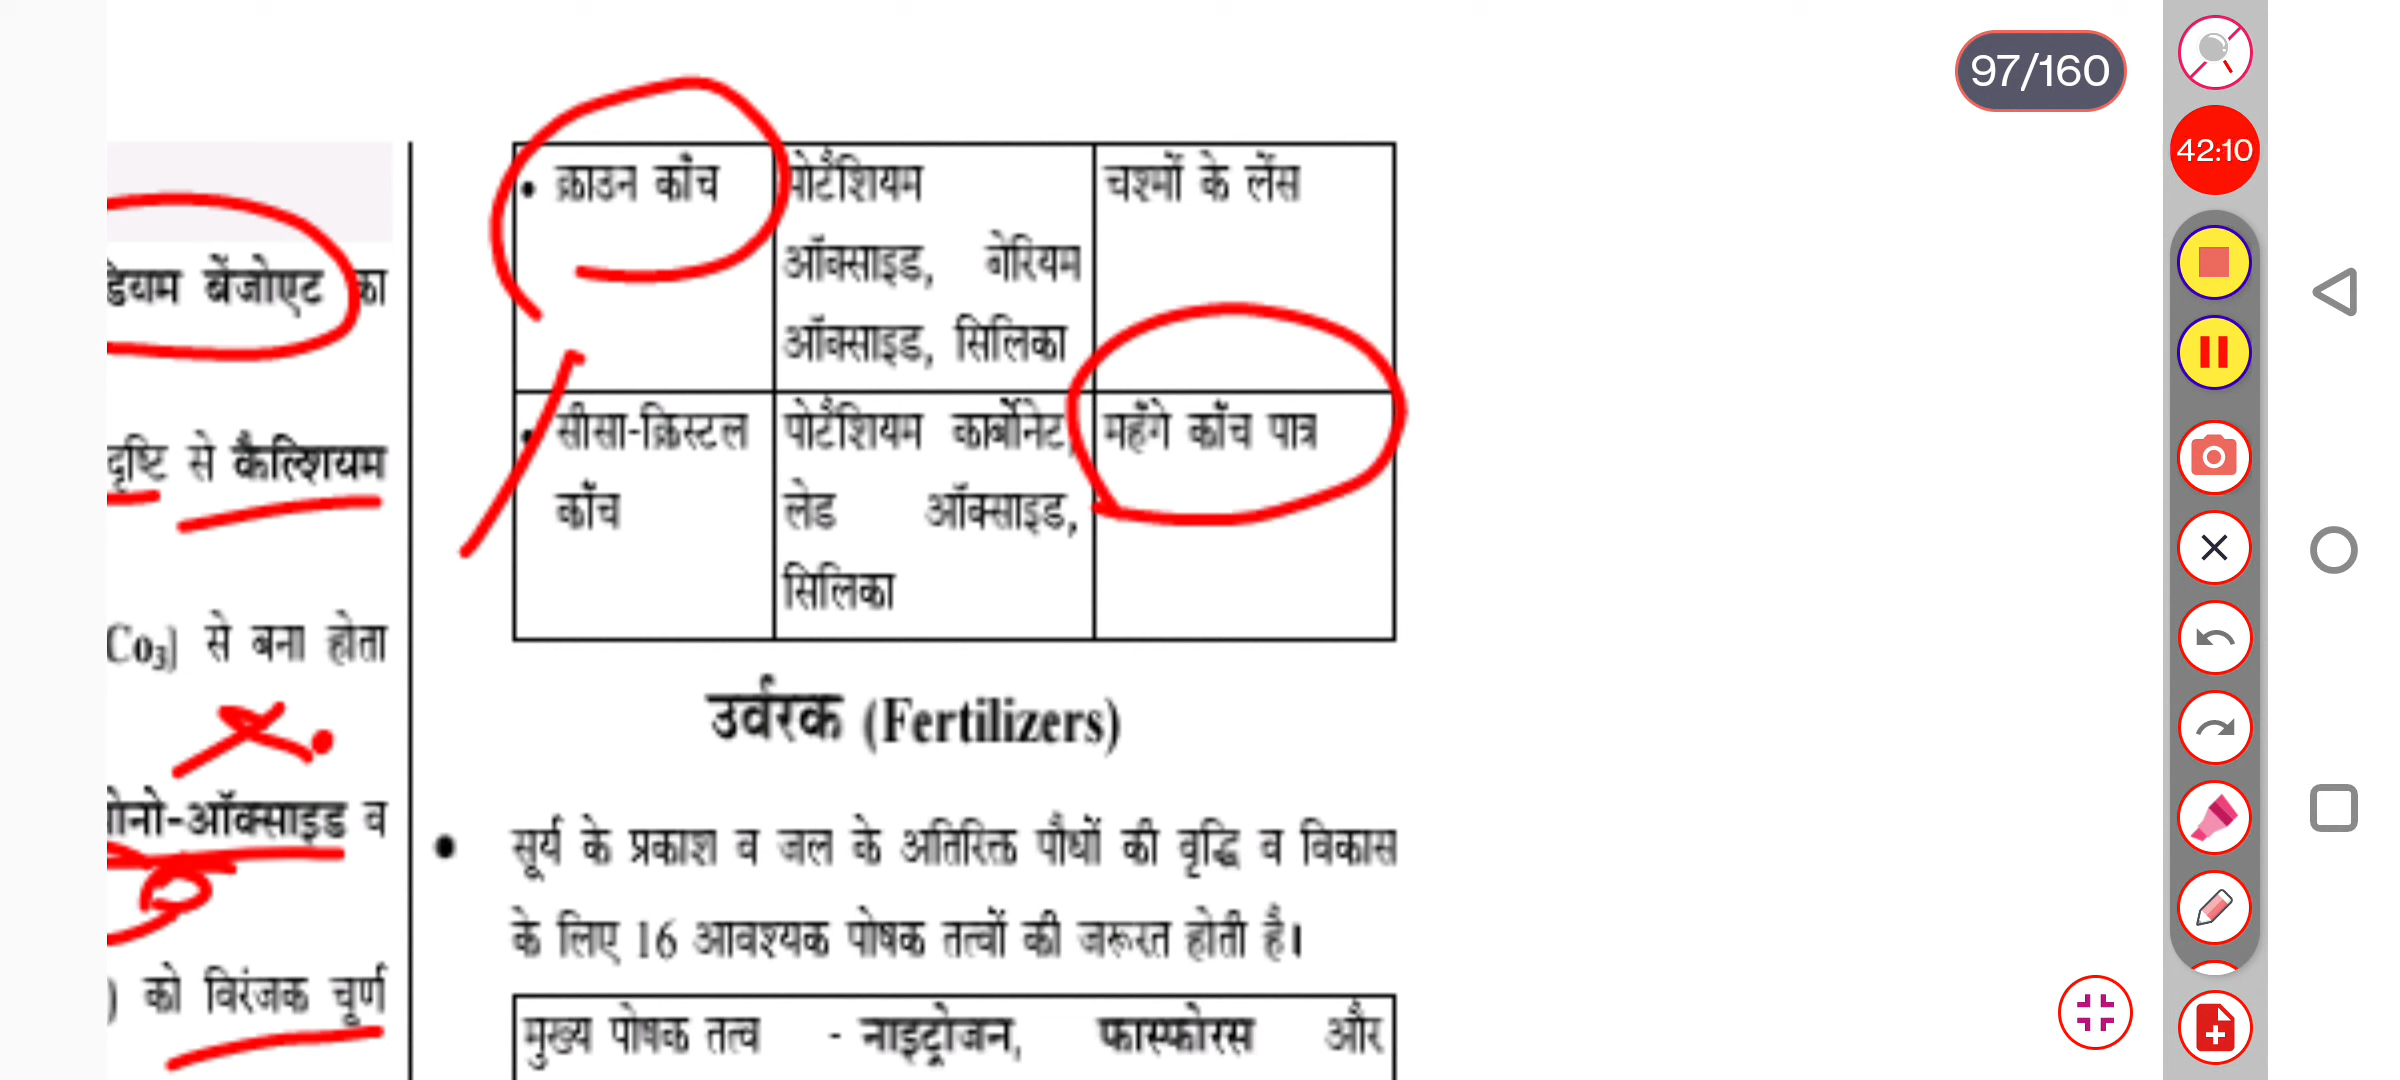 97/160
42:10
डियम बेंजोएट का
दृष्टि से कैल्शियम
Co₃) से बना होता
ोनो-ऑक्साइड व
) को विरंजक चूर्ण
• क्राउन काँच
पोटैशियम
ऑक्साइड, बेरियम
ऑक्साइड, सिलिका
चश्मों के लेंस
• सीसा-क्रिस्टल
काँच
पोटैशियम कार्बोनेट,
लेड ऑक्साइड,
सिलिका
महँगे काँच पात्र
उर्वरक (Fertilizers)
• सूर्य के प्रकाश व जल के अतिरिक्त पौधों की वृद्धि व विकास
के लिए 16 आवश्यक पोषक तत्वों की जरूरत होती है।
मुख्य पोषक तत्व - नाइट्रोजन, फास्फोरस और